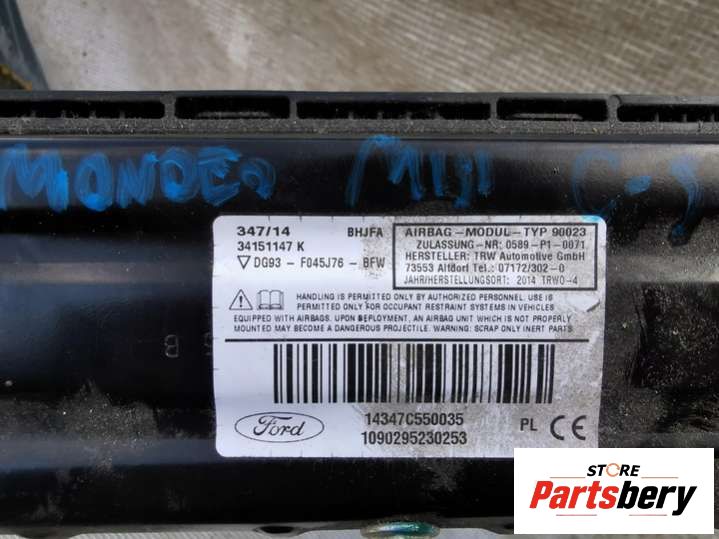 MONDEO MIJI C-S
347/14 BHJFA
34151147 K
DG93 - F045J76 - BFW
AIRBAG-MODUL-TYP 90023
ZULASSUNG-NR: 0589-P1-0071
HERSTELLER: TRW Automotive GmbH
73553 Altdorf Tel.: 07172/302-0
JAHR/HERSTELLUNGSORT: 2014 TRWO-4
HANDLING IS PERMITTED ONLY BY AUTHORIZED PERSONNEL. USE IS
PERMITTED ONLY FOR OCCUPANT RESTRAINT SYSTEMS IN VEHICLES
EQUIPPED WITH AIRBAGS. UPON DEPLOYMENT, AN AIRBAG UNIT WHICH IS NOT PROPERLY
MOUNTED MAY BECOME A DANGEROUS PROJECTILE. WARNING: SCRAP ONLY INERT PARTS
Ford
14347C550035
1090295230253
PL CE
STORE
Partsbery